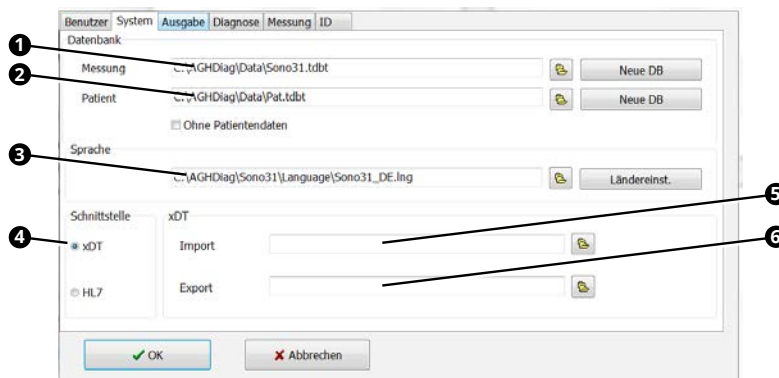 Benutzer System Ausgabe Diagnose Messung ID
Datenbank
1
Messung C:\AGHDiag\Data\Sono31.tdbt Neue DB
2
Patient C:\AGHDiag\Data\Pat.tdbt Neue DB
Ohne Patientendaten
Sprache
3
C:\AGHDiag\Sono31\Language\Sono31_DE.lng Ländereinst.
5
Schnittstelle xDT
4
xDT Import
6
HL7 Export
OK Abbrechen